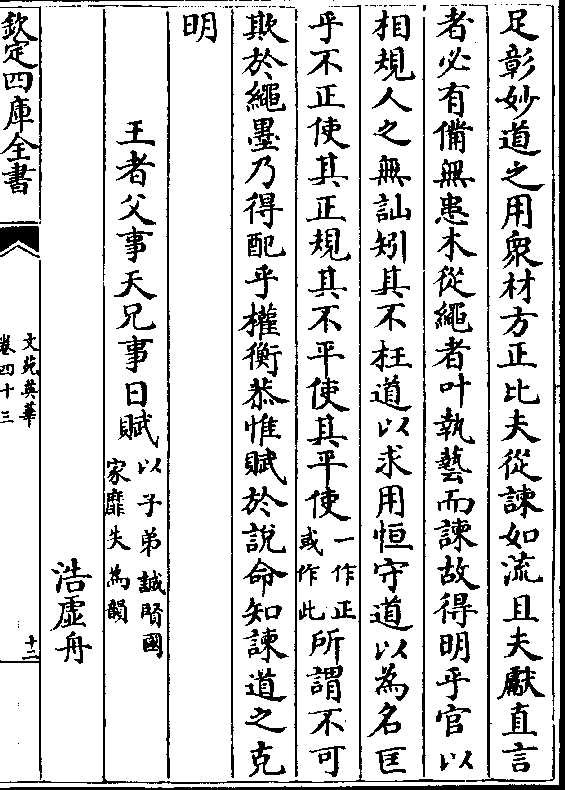 足彰妙道之用衆材方正比夫從諫如流且夫獻直言
者必有備無患木從繩者叶執藝而諫故得明乎官以
相規人之無訕矧其不枉道以求用恒守道以為名匡
乎不正使其正規其不平使其平使一作正或作此所謂不可
欺於繩墨乃得配乎權衡恭惟賦於說命知諫道之克
明
王者父事天兄事日賦以子弟誠賢國家靡失為韻
浩虛舟
欽定四庫全書
文苑英華
卷四十三
十二